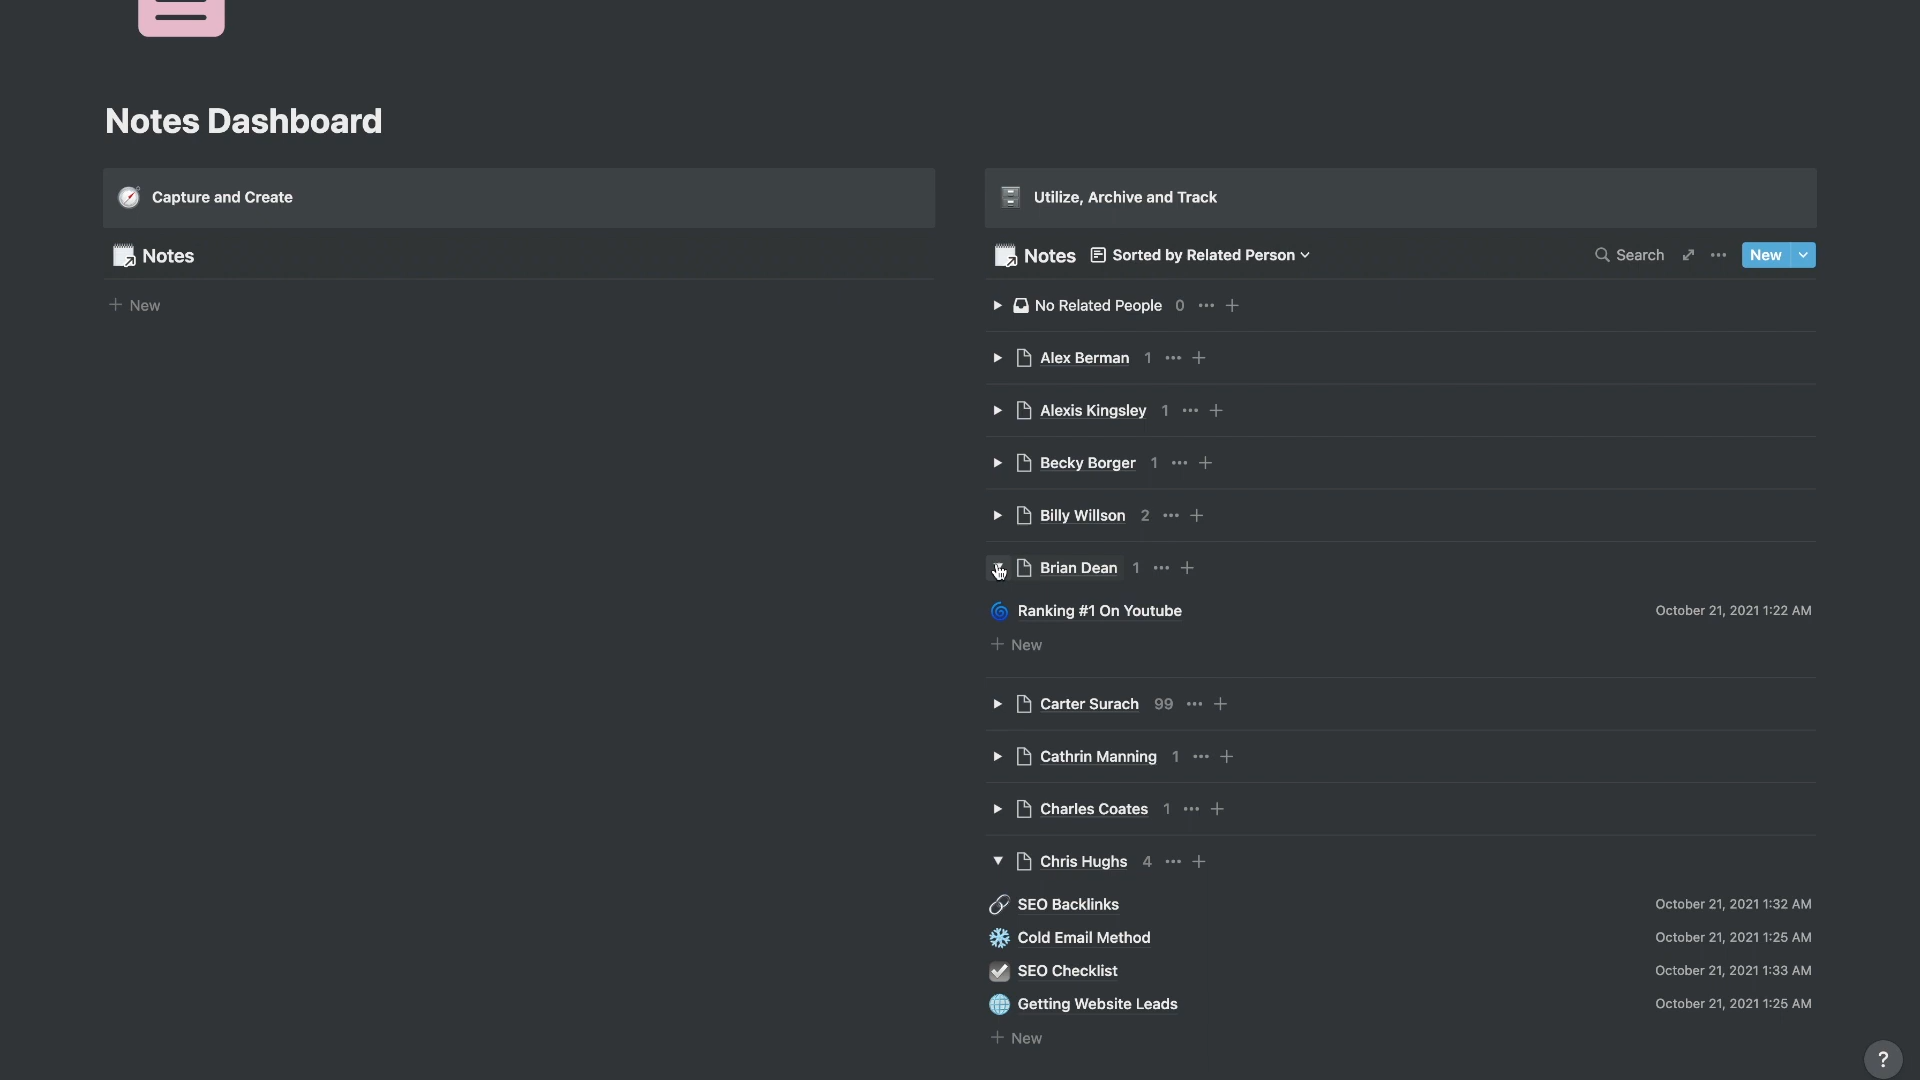 Notes Dashboard
Capture and Create
Notes
New
Utilize, Archive and Track
Notes Sorted by Related Person Search New
No Related People 0
Alex Berman 1
Alexis Kingsley 1
Becky Borger 1
Billy Willson 2
Brian Dean 1
Ranking #1 On Youtube October 21, 2021 1:22 AM
New
Carter Surach 99
Cathrin Manning 1
Charles Coates 1
Chris Hughs 4
SEO Backlinks October 21, 2021 1:32 AM
Cold Email Method October 21, 2021 1:25 AM
SEO Checklist October 21, 2021 1:33 AM
Getting Website Leads October 21, 2021 1:25 AM
New
?